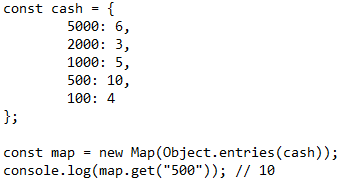 const cash = {
        5000: 6,
        2000: 3,
        1000: 5,
        500: 10,
        100: 4
};

const map = new Map(Object.entries(cash));
console.log(map.get("500")); // 10